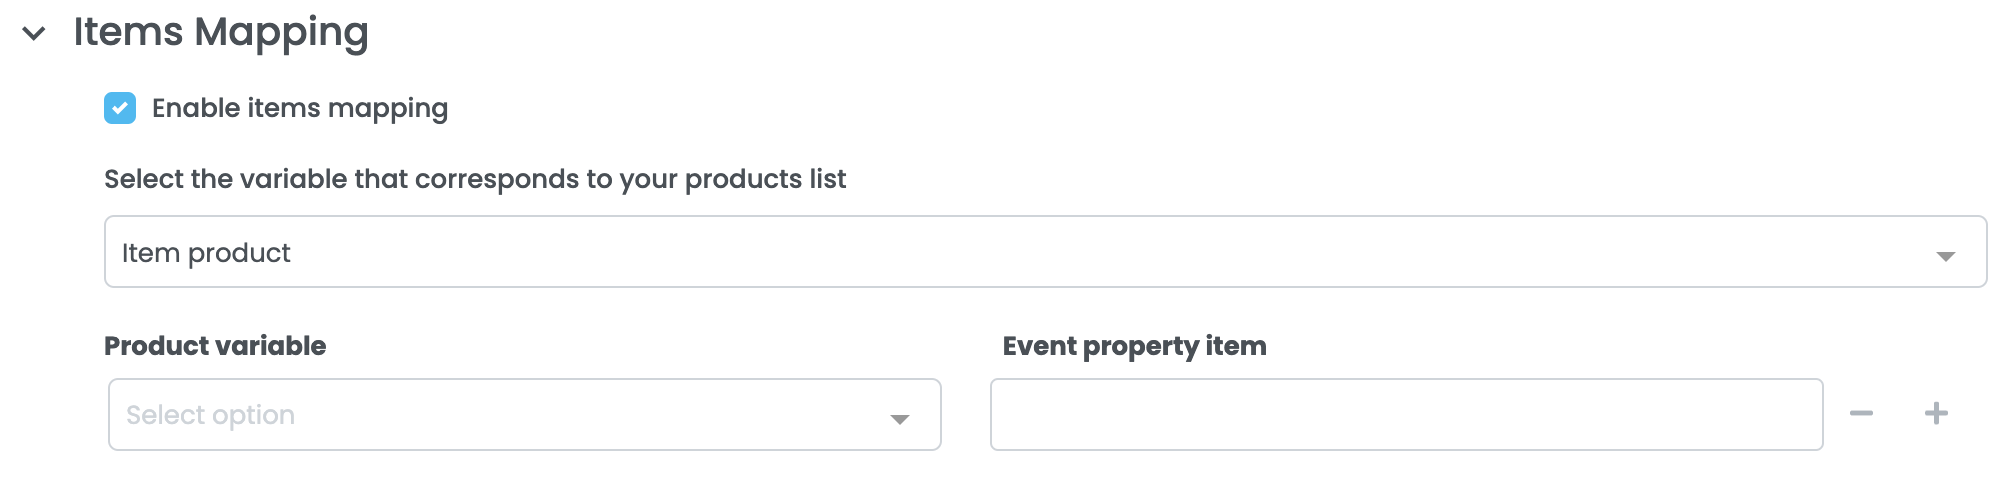 Items Mapping
Enable items mapping
Select the variable that corresponds to your products list
Item product
Product variable
Event property item
Select option